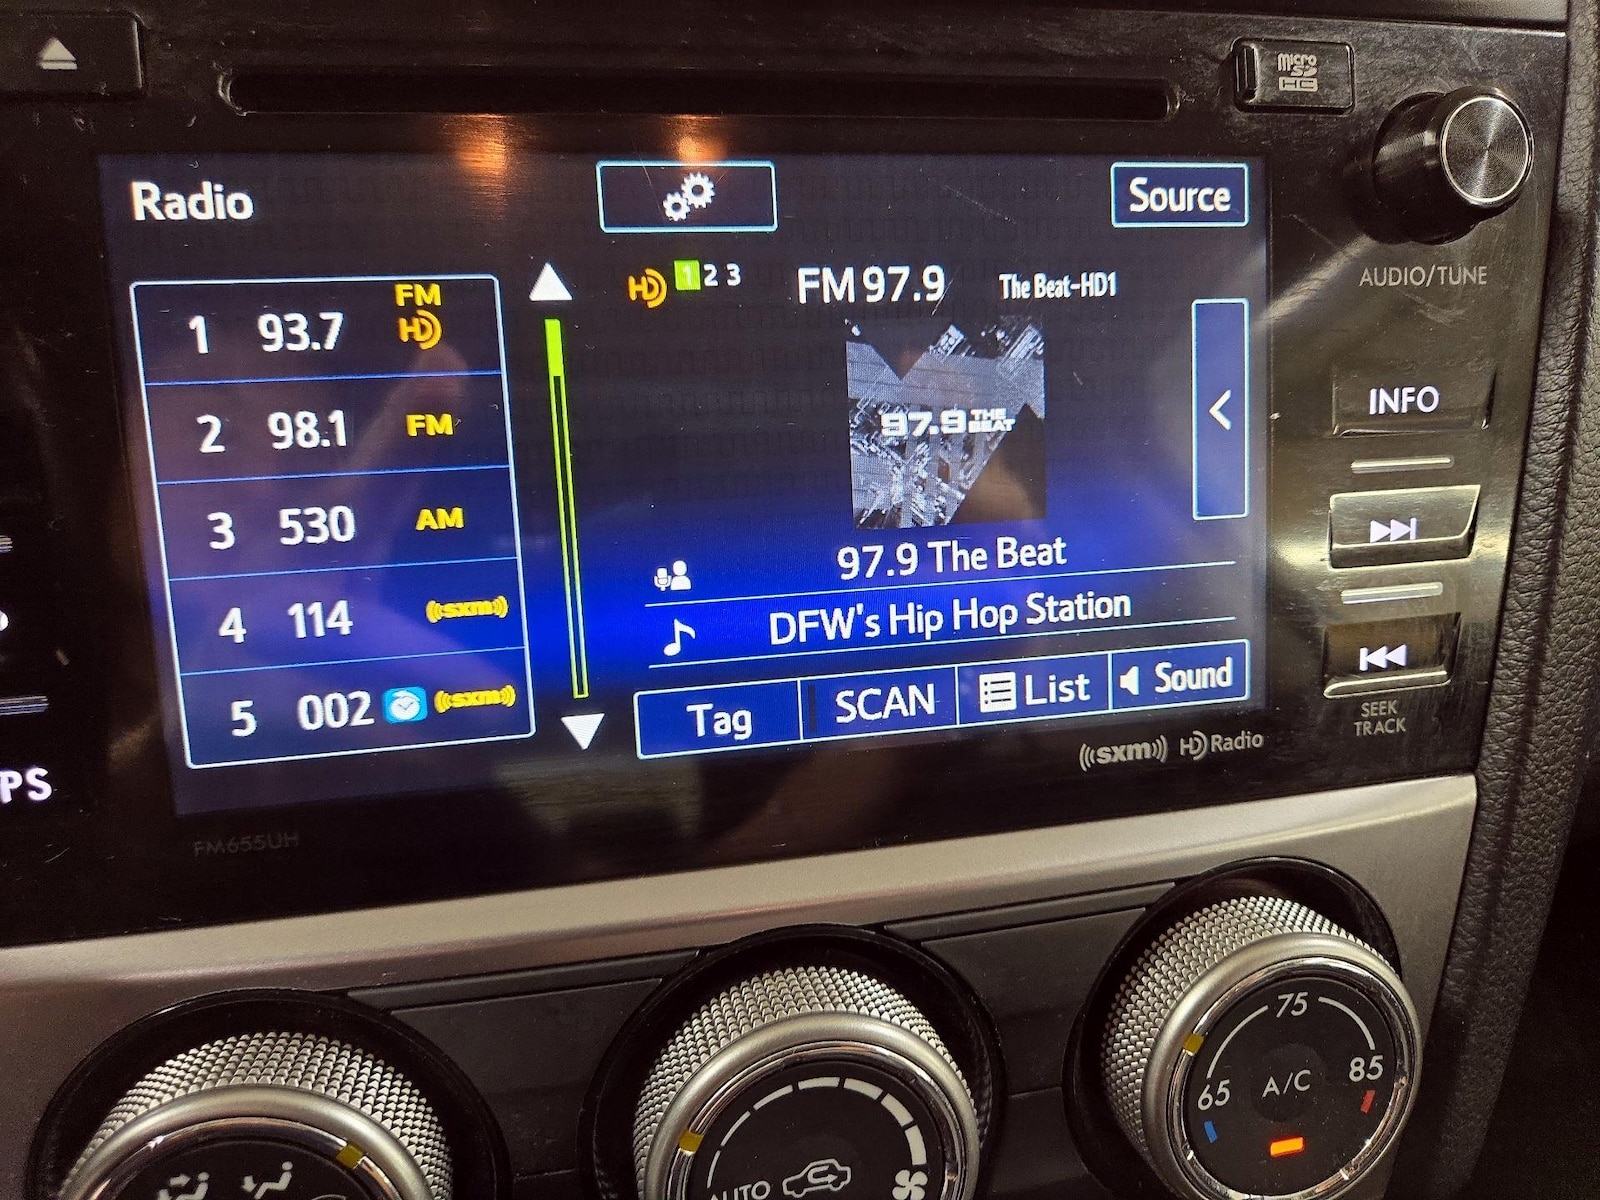 micro
SD
HC
Radio
Source
AUDIO/TUNE
HD 1 2 3
FM 97.9
The Beat-HD1
1 93.7 FM HD
2 98.1 FM
3 530 AM
4 114 ((sxm))
5 002 ((sxm))
97.9 THE BEAT
97.9 The Beat
DFW's Hip Hop Station
Tag
SCAN
List
Sound
INFO
SEEK
TRACK
((sxm)) HD Radio
PS
FM655UH
AUTO
75
65
85
A/C